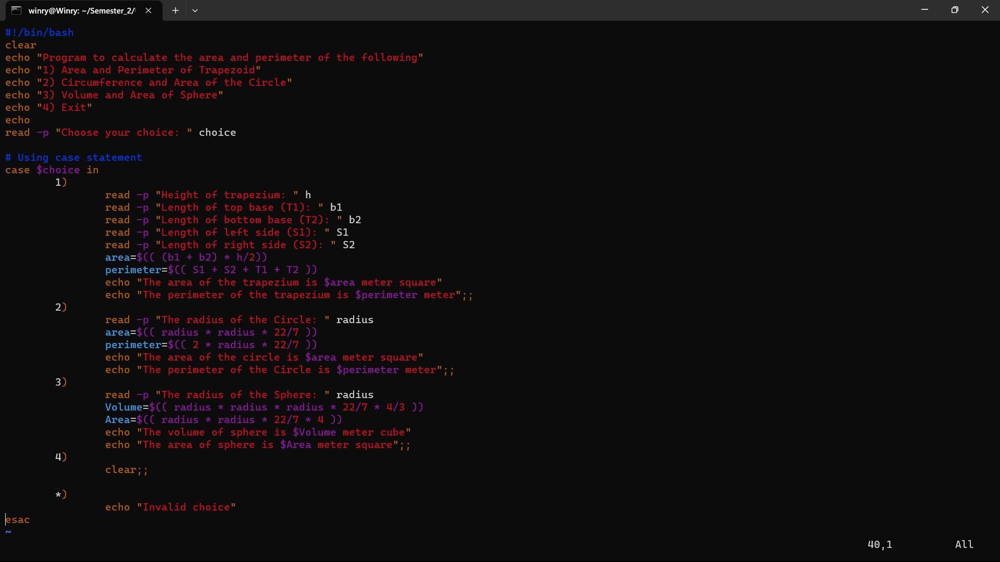 winry@Winry: ~/Semester_2/
#!/bin/bash
clear
echo "Program to calculate the area and perimeter of the following"
echo "1) Area and Perimeter of Trapezoid"
echo "2) Circumference and Area of the Circle"
echo "3) Volume and Area of Sphere"
echo "4) Exit"
echo
read -p "Choose your choice: " choice
# Using case statement
case $choice in
1)
read -p "Height of trapezium: " h
read -p "Length of top base (T1): " b1
read -p "Length of bottom base (T2): " b2
read -p "Length of left side (S1): " S1
read -p "Length of right side (S2): " S2
area=$(( (b1 + b2) * h/2))
perimeter=$(( S1 + S2 + T1 + T2 ))
echo "The area of the trapezium is $area meter square"
echo "The perimeter of the trapezium is $perimeter meter";;
2)
read -p "The radius of the Circle: " radius
area=$(( radius * radius * 22/7 ))
perimeter=$(( 2 * radius * 22/7 ))
echo "The area of the circle is $area meter square"
echo "The perimeter of the Circle is $perimeter meter";;
3)
read -p "The radius of the Sphere: " radius
Volume=$(( radius * radius * radius * 22/7 * 4/3 ))
Area=$(( radius * radius * 22/7 * 4 ))
echo "The volume of sphere is $Volume meter cube"
echo "The area of sphere is $Area meter square";;
4)
clear;;
*)
echo "Invalid choice"
esac
~
40,1 All